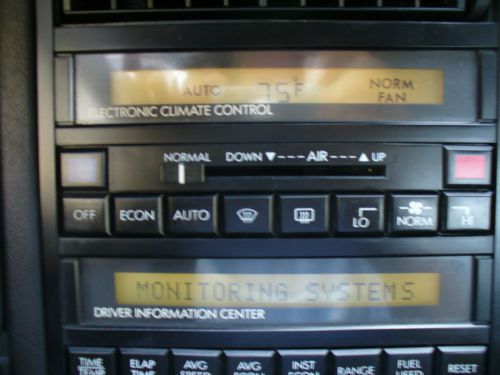 AUTO 75°F NORM
FAN
ELECTRONIC CLIMATE CONTROL
NORMAL DOWN ▼---AIR---▲ UP
OFF ECON AUTO LO NORM HI
MONITORING SYSTEMS
DRIVER INFORMATION CENTER
TIME ELAP AVG AVG INST RANGE FUEL RESET
TEMP TIME SPEED ECON ECON USED